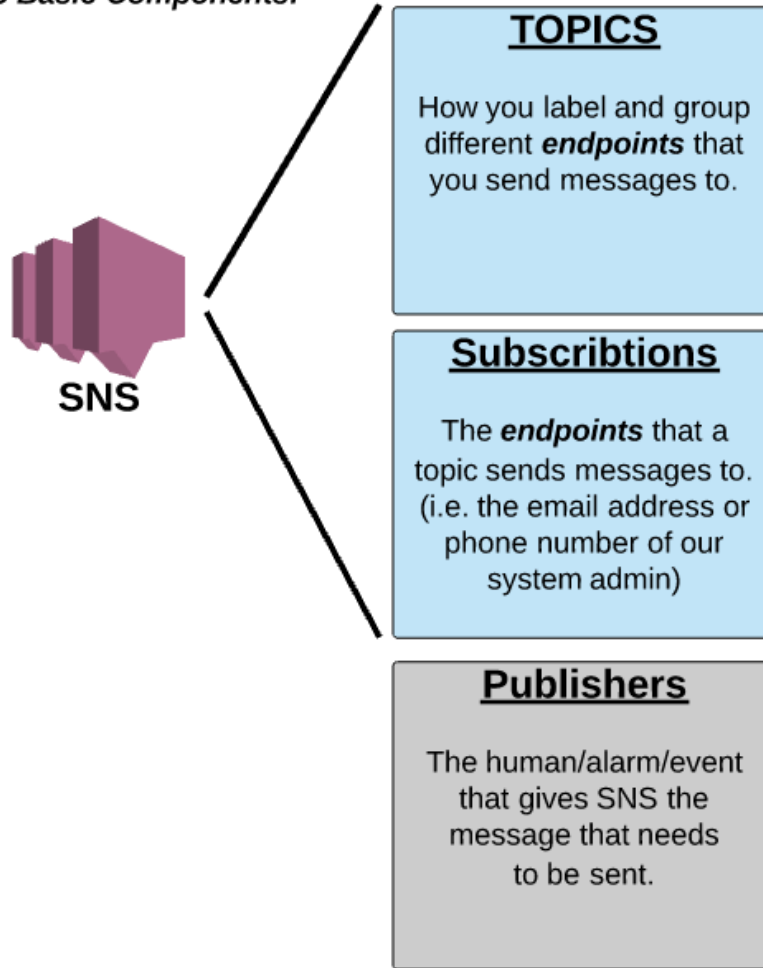 Basic Components:
TOPICS
How you label and group
different endpoints that
you send messages to.
SNS
Subscribtions
The endpoints that a
topic sends messages to.
(i.e. the email address or
phone number of our
system admin)
Publishers
The human/alarm/event
that gives SNS the
message that needs
to be sent.